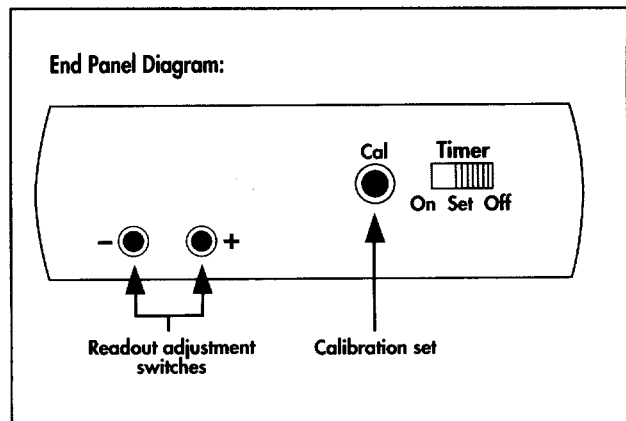 End Panel Diagram:
Cal
Timer
On Set Off
- +
Readout adjustment
switches
Calibration set